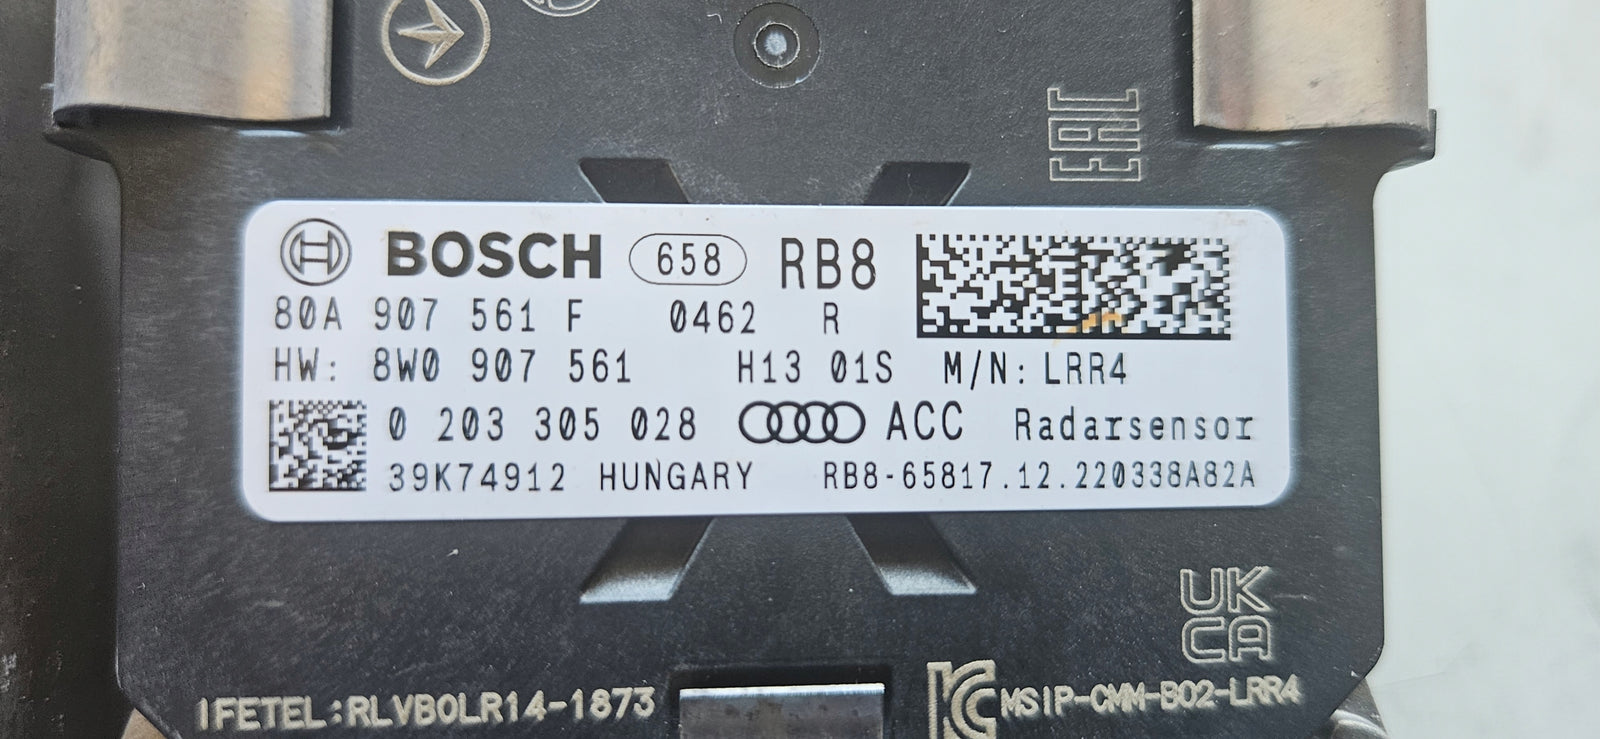 EAC
BOSCH 658 RB8
80A 907 561 F 0462 R
HW: 8W0 907 561 H13 01S M/N: LRR4
0 203 305 028 ACC Radarsensor
39K74912 HUNGARY RB8-65817.12.220338A82A
UK
CA
IFETEL:RLVBOLR14-1873
KC MSIP-CMM-B02-LRR4